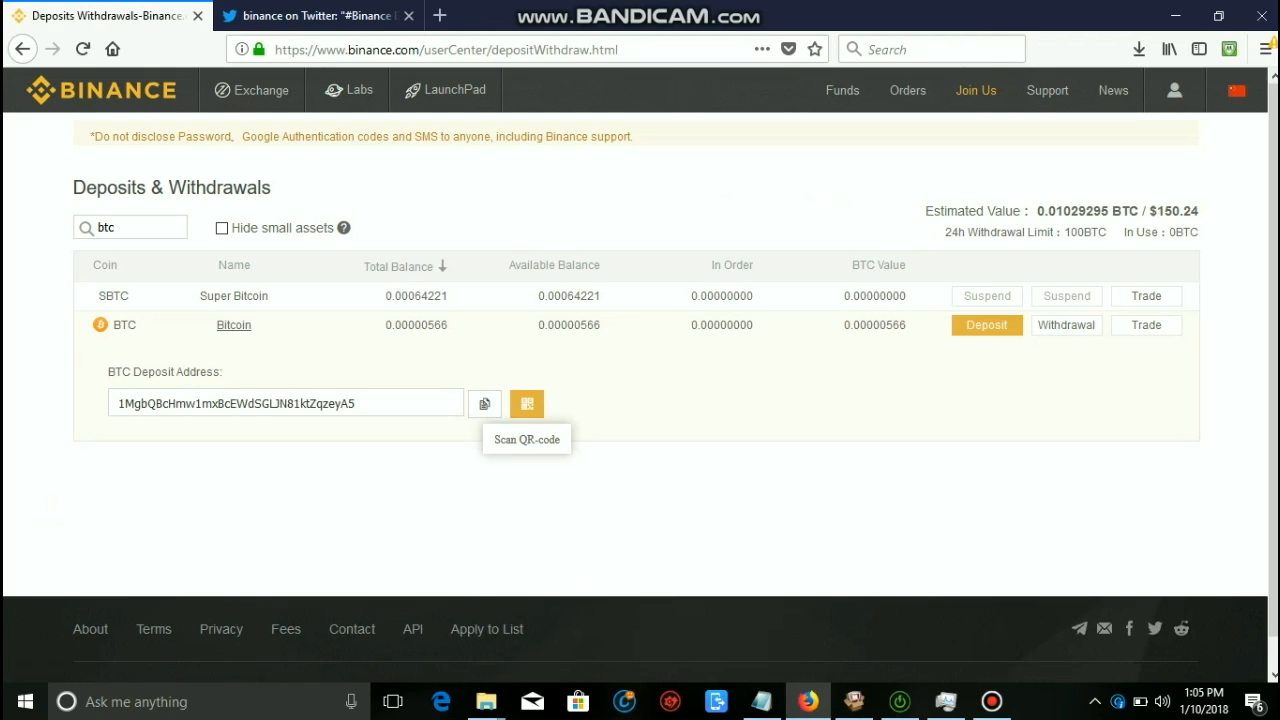 Deposits Withdrawals-Binance.
binance on Twitter: "#Binance
www.BANDICAM.com
https://www.binance.com/userCenter/depositWithdraw.html
Search
BINANCE
Exchange
Labs
LaunchPad
Funds
Orders
Join Us
Support
News
*Do not disclose Password, Google Authentication codes and SMS to anyone, including Binance support.
Deposits & Withdrawals
Estimated Value : 0.01029295 BTC / $150.24
btc
Hide small assets ?
24h Withdrawal Limit : 100BTC In Use : 0BTC
Coin Name Total Balance Available Balance In Order BTC Value
SBTC Super Bitcoin 0.00064221 0.00064221 0.00000000 0.00000000 Suspend Suspend Trade
BTC Bitcoin 0.00000566 0.00000566 0.00000000 0.00000566 Deposit Withdrawal Trade
BTC Deposit Address:
1MgbQBcHmw1mxBcEWdSGLJN81ktZqzeyA5
Scan QR-code
About Terms Privacy Fees Contact API Apply to List
Ask me anything
1:05 PM
1/10/2018
6